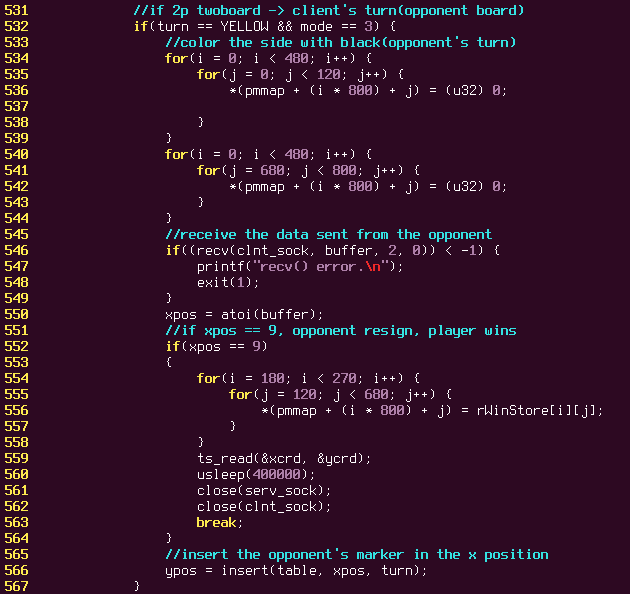 531             //if 2p twoboard -> client's turn(opponent board)
532             if(turn == YELLOW && mode == 3) {
533                 //color the side with black(opponent's turn)
534                 for(i = 0; i < 480; i++) {
535                     for(j = 0; j < 120; j++) {
536                         *(pmmap + (i * 800) + j) = (u32) 0;
537
538                     }
539                 }
540                 for(i = 0; i < 480; i++) {
541                     for(j = 680; j < 800; j++) {
542                         *(pmmap + (i * 800) + j) = (u32) 0;
543                     }
544                 }
545                 //receive the data sent from the opponent
546                 if((recv(clnt_sock, buffer, 2, 0)) < -1) {
547                     printf("recv() error.\n");
548                     exit(1);
549                 }
550                 xpos = atoi(buffer);
551                 //if xpos == 9, opponent resign, player wins
552                 if(xpos == 9)
553                 {
554                     for(i = 180; i < 270; i++) {
555                         for(j = 120; j < 680; j++) {
556                             *(pmmap + (i * 800) + j) = rWinStore[i][j];
557                         }
558                     }
559                     ts_read(&xcrd, &ycrd);
560                     usleep(400000);
561                     close(serv_sock);
562                     close(clnt_sock);
563                     break;
564                 }
565                 //insert the opponent's marker in the x position
566                 ypos = insert(table, xpos, turn);
567             }